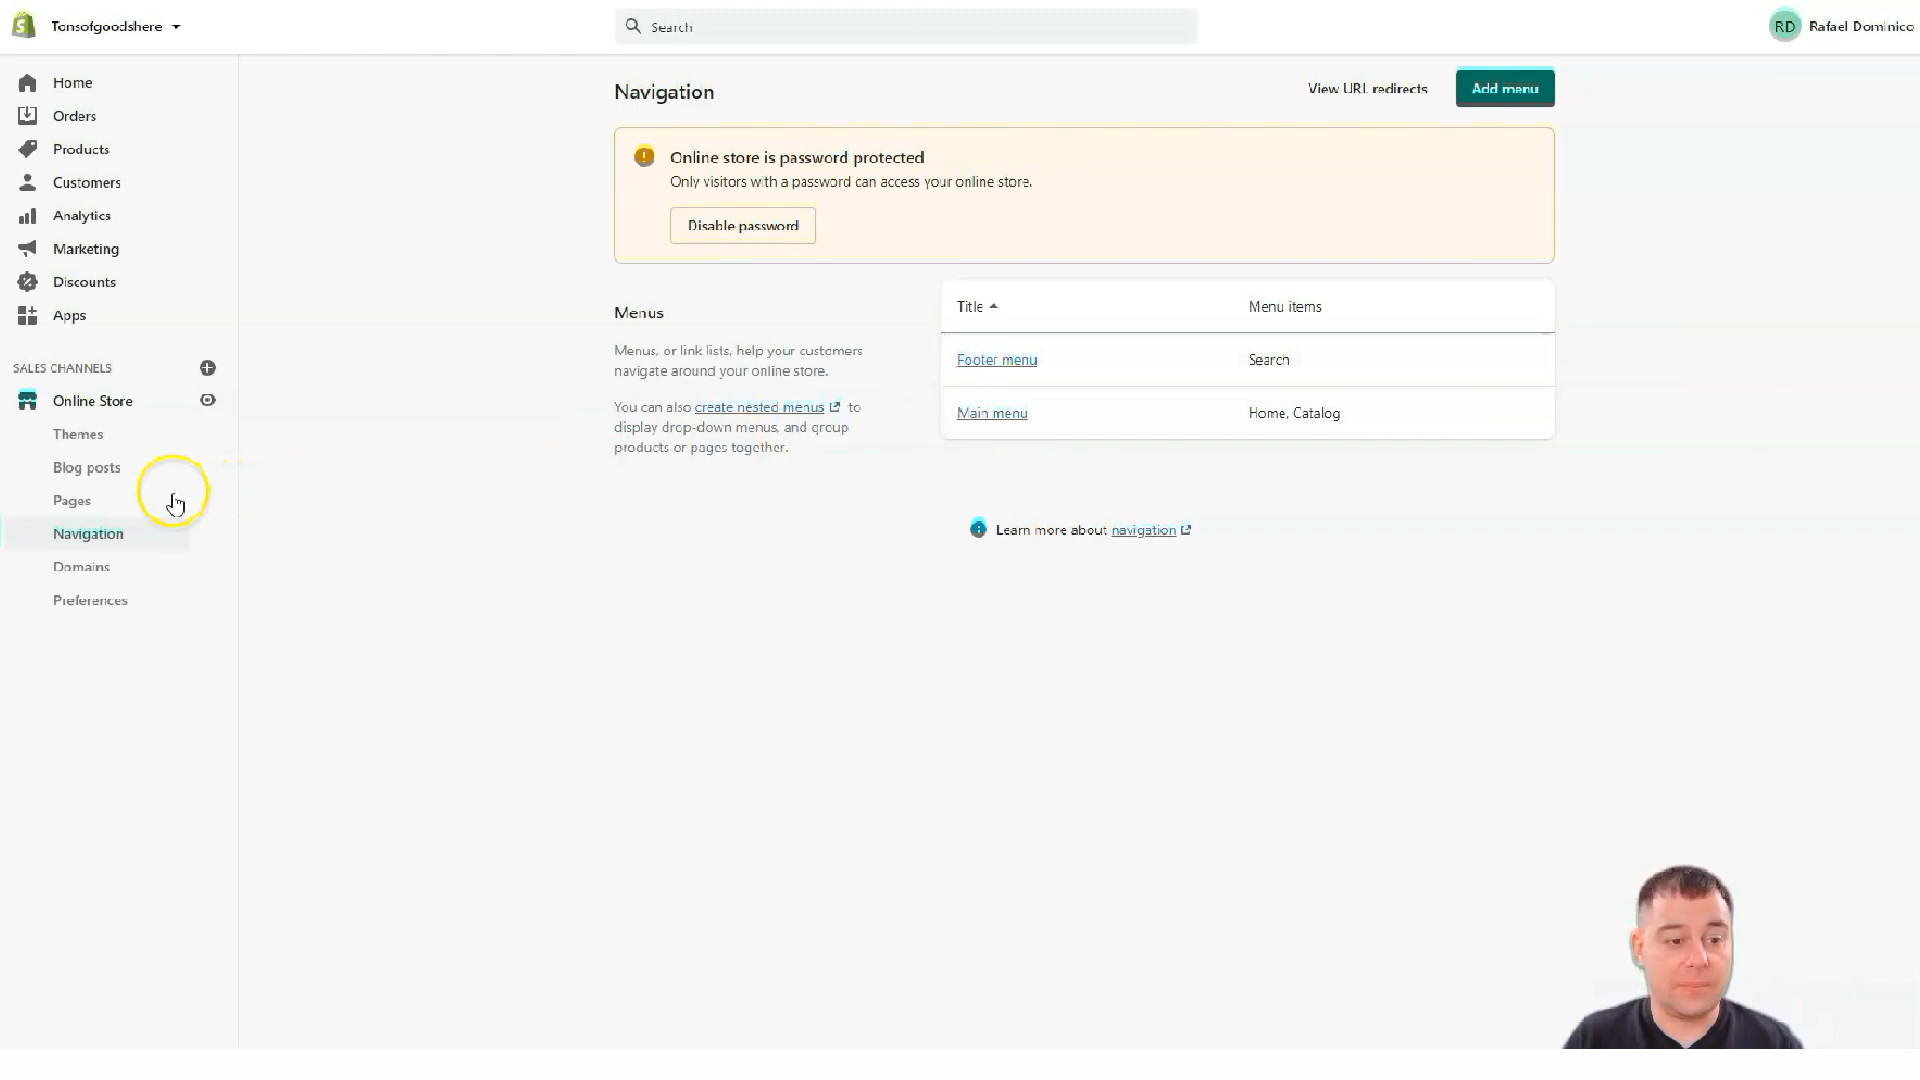 Tonsofgoodshere
Search
RD
Rafael Dominico
Home
Orders
Products
Customers
Analytics
Marketing
Discounts
Apps
SALES CHANNELS
Online Store
Themes
Blog posts
Pages
Navigation
Domains
Preferences
Navigation
View URL redirects
Add menu
Online store is password protected
Only visitors with a password can access your online store.
Disable password
Menus
Menus, or link lists, help your customers
navigate around your online store.
You can also create nested menus to
display drop-down menus, and group
products or pages together.
Title
Menu items
Footer menu
Search
Main menu
Home, Catalog
Learn more about navigation